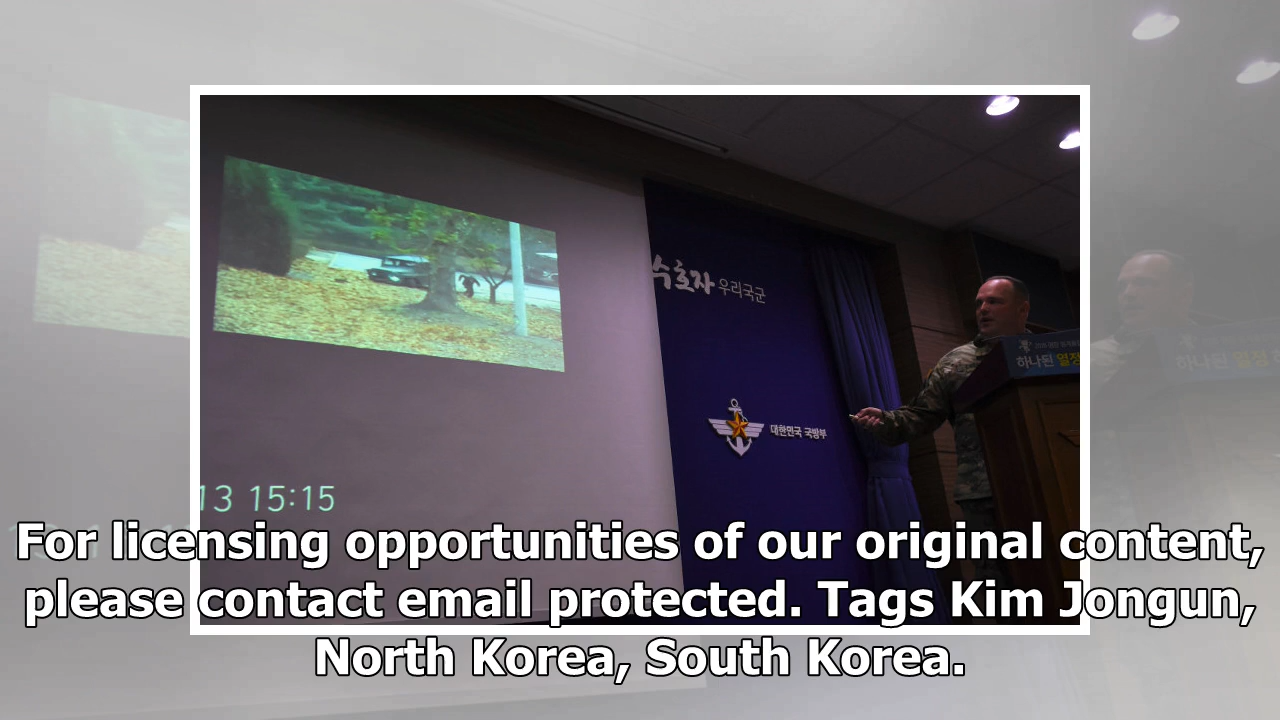 수호자 우리국군
하나된 열정
대한민국 국방부
13 15:15
For licensing opportunities of our original content,
please contact email protected. Tags Kim Jongun,
North Korea, South Korea.